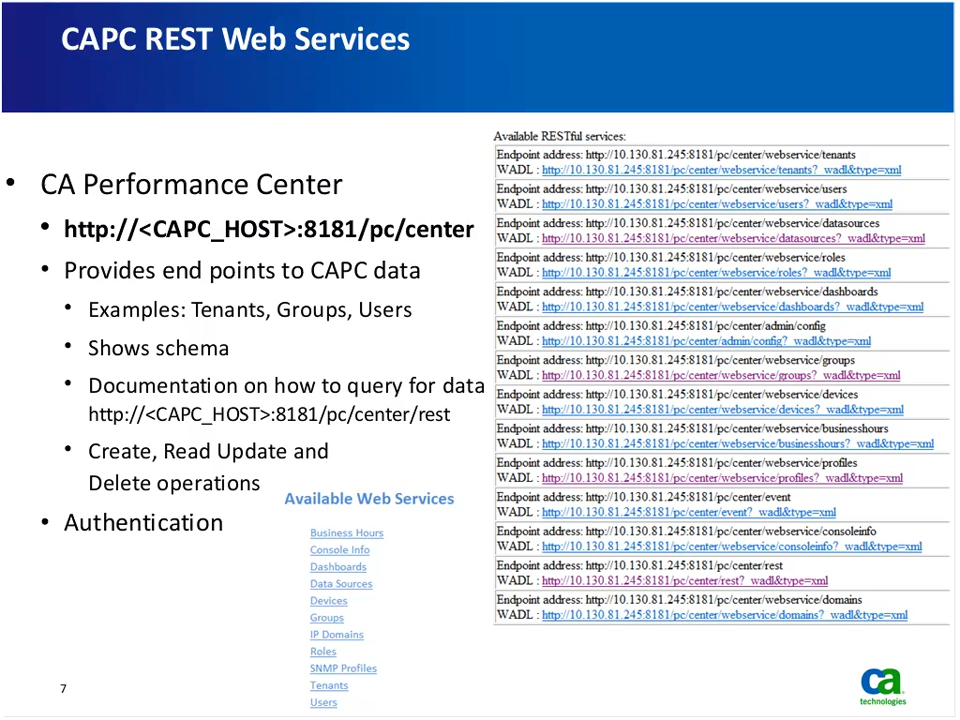 CAPC REST Web Services
• CA Performance Center
• http://<CAPC_HOST>:8181/pc/center
• Provides end points to CAPC data
• Examples: Tenants, Groups, Users
• Shows schema
• Documentation on how to query for data
http://<CAPC_HOST>:8181/pc/center/rest
• Create, Read Update and
Delete operations
• Authentication
Available Web Services
Business Hours
Console Info
Dashboards
Data Sources
Devices
Groups
IP Domains
Roles
SNMP Profiles
Tenants
Users
Available RESTful services:
Endpoint address: http://10.130.81.245:8181/pc/center/webservice/tenants
WADL : http://10.130.81.245:8181/pc/center/webservice/tenants?_wadl&type=xml
Endpoint address: http://10.130.81.245:8181/pc/center/webservice/users
WADL : http://10.130.81.245:8181/pc/center/webservice/users?_wadl&type=xml
Endpoint address: http://10.130.81.245:8181/pc/center/webservice/datasources
WADL : http://10.130.81.245:8181/pc/center/webservice/datasources?_wadl&type=xml
Endpoint address: http://10.130.81.245:8181/pc/center/webservice/roles
WADL : http://10.130.81.245:8181/pc/center/webservice/roles?_wadl&type=xml
Endpoint address: http://10.130.81.245:8181/pc/center/webservice/dashboards
WADL : http://10.130.81.245:8181/pc/center/webservice/dashboards?_wadl&type=xml
Endpoint address: http://10.130.81.245:8181/pc/center/admin/config
WADL : http://10.130.81.245:8181/pc/center/admin/config?_wadl&type=xml
Endpoint address: http://10.130.81.245:8181/pc/center/webservice/groups
WADL : http://10.130.81.245:8181/pc/center/webservice/groups?_wadl&type=xml
Endpoint address: http://10.130.81.245:8181/pc/center/webservice/devices
WADL : http://10.130.81.245:8181/pc/center/webservice/devices?_wadl&type=xml
Endpoint address: http://10.130.81.245:8181/pc/center/webservice/businesshours
WADL : http://10.130.81.245:8181/pc/center/webservice/businesshours?_wadl&type=xml
Endpoint address: http://10.130.81.245:8181/pc/center/webservice/profiles
WADL : http://10.130.81.245:8181/pc/center/webservice/profiles?_wadl&type=xml
Endpoint address: http://10.130.81.245:8181/pc/center/event
WADL : http://10.130.81.245:8181/pc/center/event?_wadl&type=xml
Endpoint address: http://10.130.81.245:8181/pc/center/webservice/consoleinfo
WADL : http://10.130.81.245:8181/pc/center/webservice/consoleinfo?_wadl&type=xml
Endpoint address: http://10.130.81.245:8181/pc/center/rest
WADL : http://10.130.81.245:8181/pc/center/rest?_wadl&type=xml
Endpoint address: http://10.130.81.245:8181/pc/center/webservice/domains
WADL : http://10.130.81.245:8181/pc/center/webservice/domains?_wadl&type=xml
7
ca
technologies